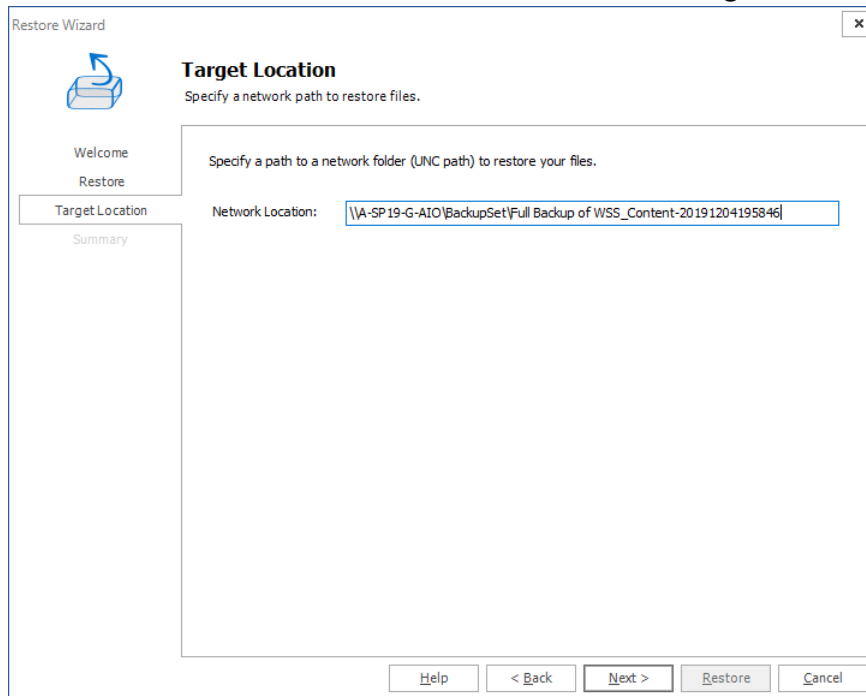 Restore Wizard
Target Location
Specify a network path to restore files.
Welcome
Restore
Target Location
Summary
Specify a path to a network folder (UNC path) to restore your files.
Network Location: \\A-SP19-G-AIO\BackupSet\Full Backup of WSS_Content-20191204195846
Help < Back Next > Restore Cancel